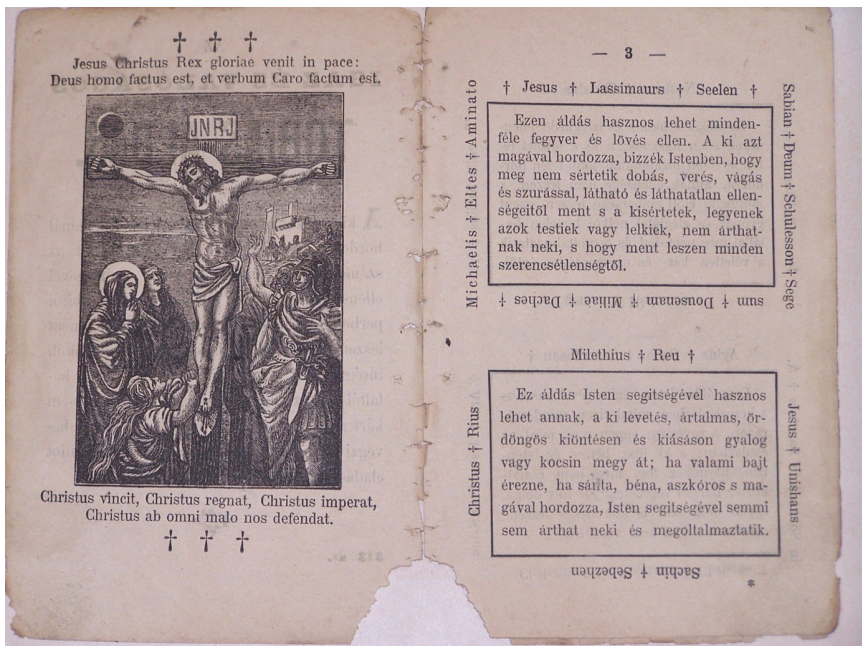 † † †
Jesus Christus Rex gloriae venit in pace:
Deus homo factus est, et verbum Caro factum est.
JNRJ
Christus vincit, Christus regnat, Christus imperat,
Christus ab omni malo nos defendat.
† † †
— 3 —
† Jesus † Lassimaurs † Seelen †
Sabian † Deum † Schulesson † Sege
sum † Dousenam † Miliae † Daches †
Michaelis † Eltes † Aminato
Ezen áldás hasznos lehet minden-
féle fegyver és lövés ellen. A ki azt
magával hordozza, bizzék Istenben, hogy
meg nem sértetik dobás, verés, vágás
és szurással, látható és láthatatlan ellen-
ségeitől ment s a kisértetek, legyenek
azok testiek vagy lelkiek, nem árthat-
nak neki, s hogy ment leszen minden
szerencsétlenségtől.
Milethius † Reu †
Jesus † Unishans
Sachin † Sebezhen
Christus † Rius
Ez áldás Isten segitségével hasznos
lehet annak, a ki levetés, ártalmas, ör-
döngös kiöntésen és kiásáson gyalog
vagy kocsin megy át; ha valami bajt
érezne, ha sánta, béna, aszkóros s ma-
gával hordozza, Isten segitségével semmi
sem árthat neki és megoltalmaztatik.
*